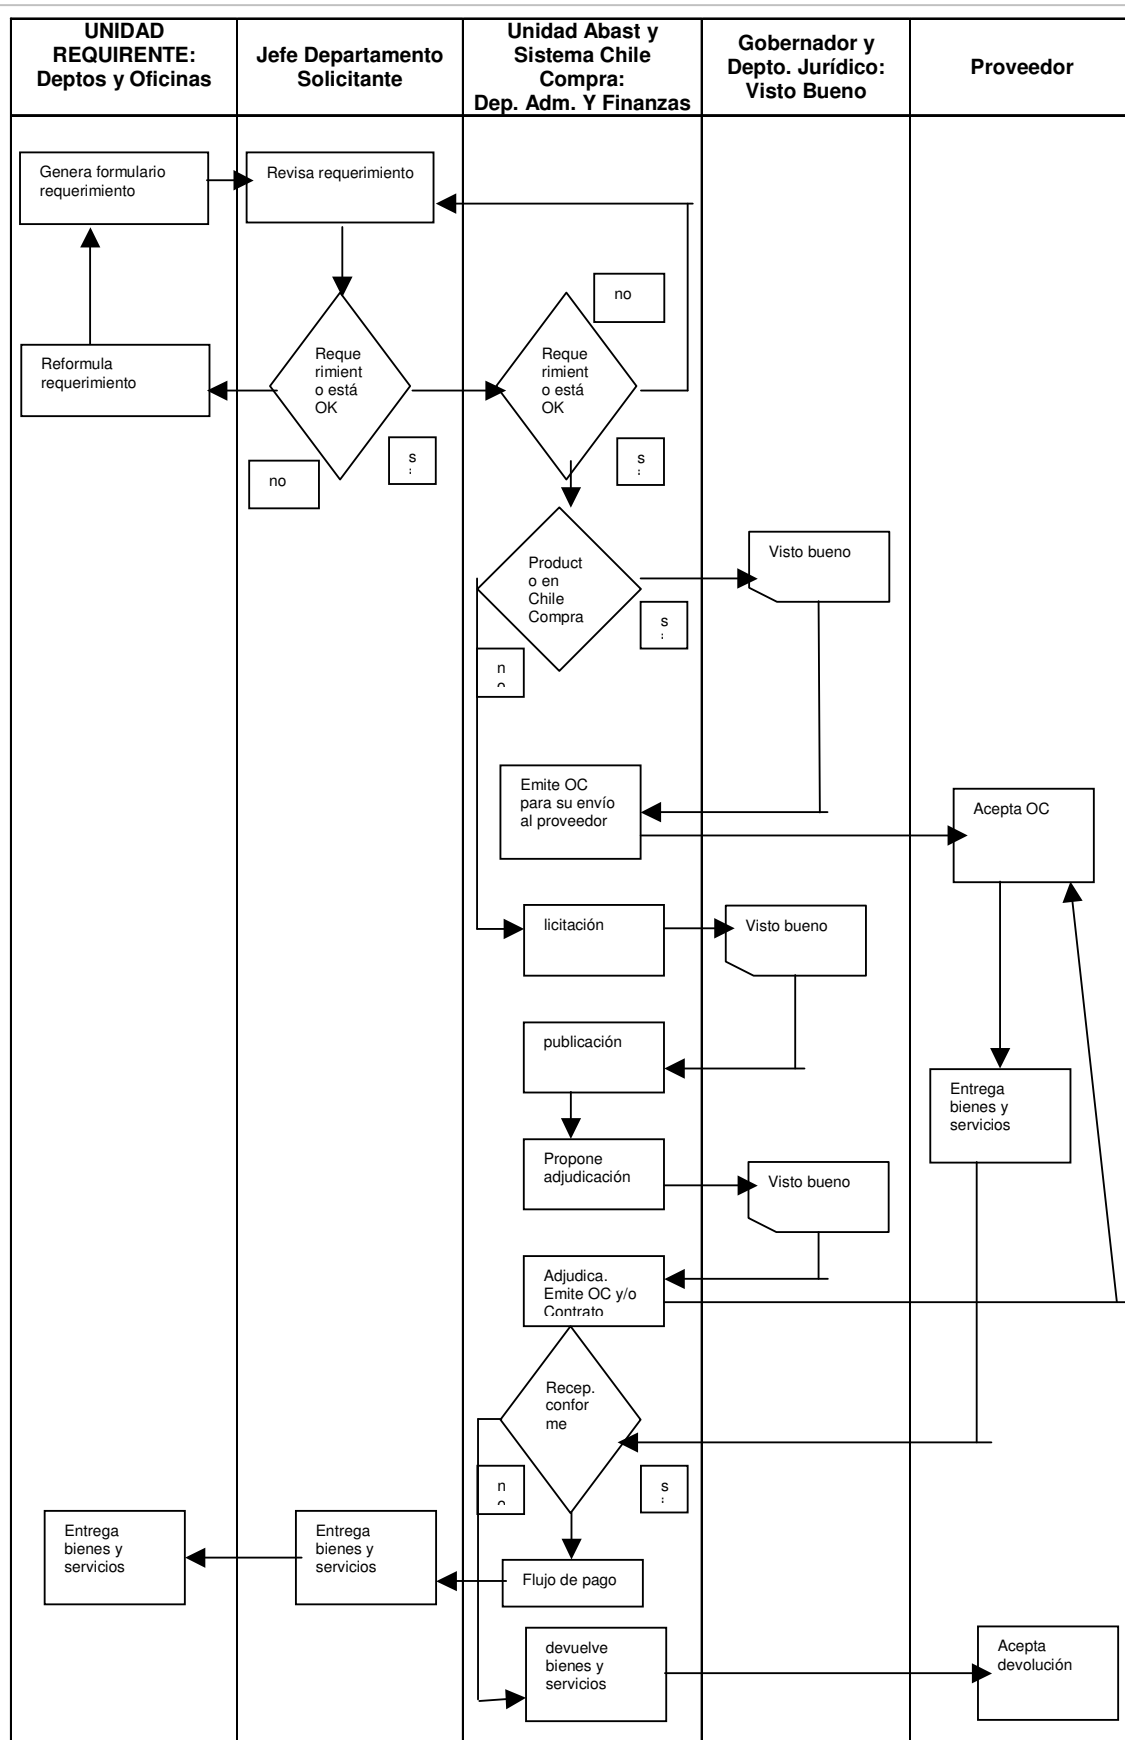 UNIDAD
REQUIRENTE:
Deptos y Oficinas
Jefe Departamento
Solicitante
Unidad Abast y
Sistema Chile
Compra:
Dep. Adm. Y Finanzas
Gobernador y
Depto. Jurídico:
Visto Bueno
Proveedor
Genera formulario
requerimiento
Revisa requerimiento
no
Reformula
requerimiento
Reque
rimient
o está
OK
Reque
rimient
o está
OK
s
s
no
Product
o en
Chile
Compra
Visto bueno
s
n
Emite OC
para su envío
al proveedor
Acepta OC
licitación
Visto bueno
publicación
Entrega
bienes y
servicios
Propone
adjudicación
Visto bueno
Adjudica.
Emite OC y/o
Contrato
Recep.
confor
me
n
s
Entrega
bienes y
servicios
Entrega
bienes y
servicios
Flujo de pago
devuelve
bienes y
servicios
Acepta
devolución